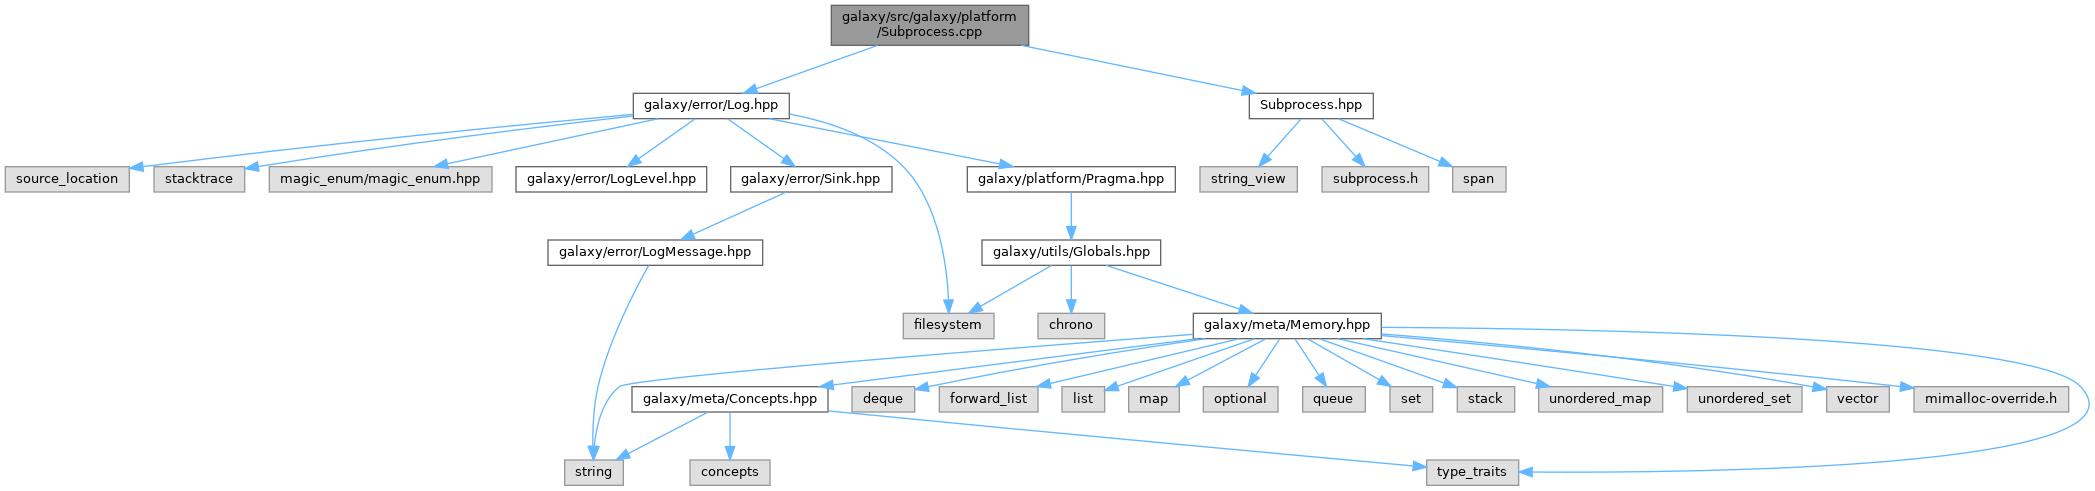 galaxy/src/galaxy/platform
/Subprocess.cpp
galaxy/error/Log.hpp
Subprocess.hpp
source_location
stacktrace
magic_enum/magic_enum.hpp
galaxy/error/LogLevel.hpp
galaxy/error/Sink.hpp
galaxy/platform/Pragma.hpp
string_view
subprocess.h
span
galaxy/error/LogMessage.hpp
galaxy/utils/Globals.hpp
filesystem
chrono
galaxy/meta/Memory.hpp
galaxy/meta/Concepts.hpp
deque
forward_list
list
map
optional
queue
set
stack
unordered_map
unordered_set
vector
mimalloc-override.h
string
concepts
type_traits